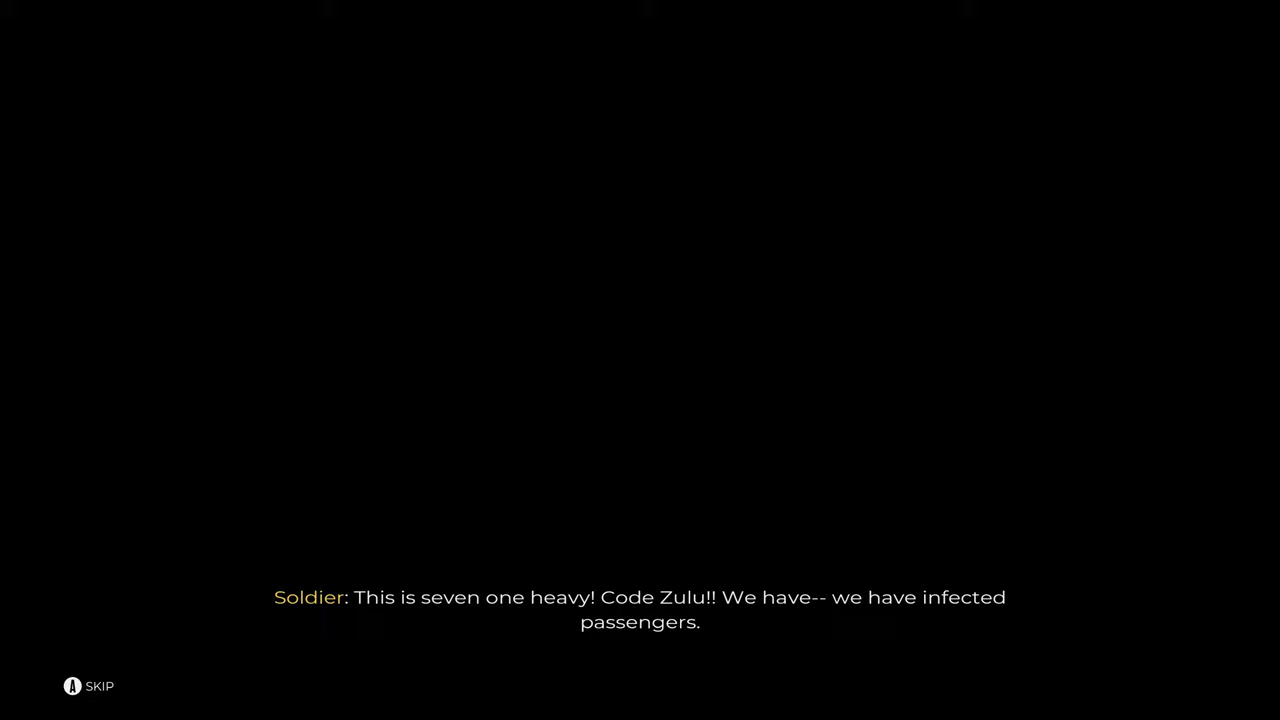 Soldier: This is seven one heavy! Code Zulu!! We have-- we have infected
passengers.
A SKIP